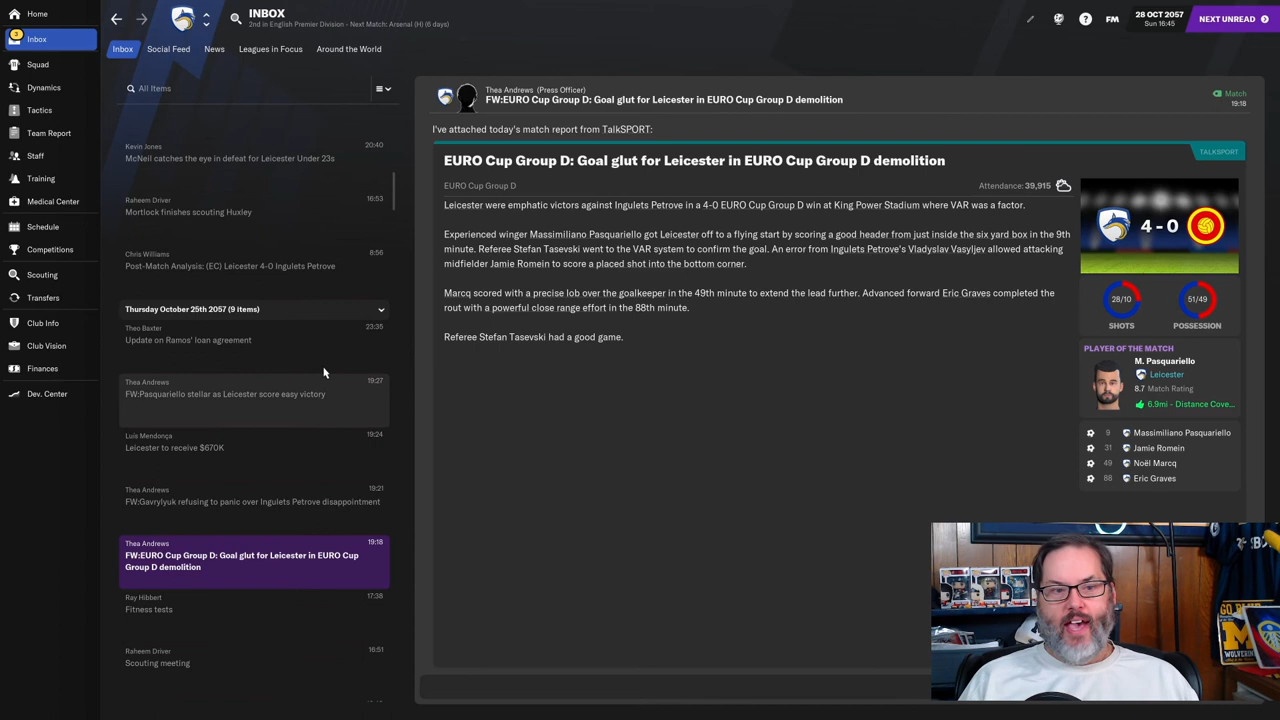 Home
3
Inbox
Squad
Dynamics
Tactics
Team Report
Staff
Training
Medical Center
Schedule
Competitions
Scouting
Transfers
Club Info
Club Vision
Finances
Dev. Center
INBOX
2nd in English Premier Division - Next Match: Arsenal (H) (6 days)
FM
28 OCT 2057
Sun 16:45
NEXT UNREAD
Inbox
Social Feed
News
Leagues in Focus
Around the World
All Items
Kevin Jones 20:40
McNeil catches the eye in defeat for Leicester Under 23s
Raheem Driver 16:53
Mortlock finishes scouting Huxley
Chris Williams 8:56
Post-Match Analysis: (EC) Leicester 4-0 Ingulets Petrove
Thursday October 25th 2057 (9 Items)
Theo Baxter 23:35
Update on Ramos' loan agreement
Thea Andrews 19:27
FW:Pasquariello stellar as Leicester score easy victory
Luís Mendonça 19:24
Leicester to receive $670K
Thea Andrews 19:21
FW:Gavrylyuk refusing to panic over Ingulets Petrove disappointment
Thea Andrews 19:18
FW:EURO Cup Group D: Goal glut for Leicester in EURO Cup
Group D demolition
Ray Hibbert 17:38
Fitness tests
Raheem Driver 16:51
Scouting meeting
Thea Andrews (Press Officer)
FW:EURO Cup Group D: Goal glut for Leicester in EURO Cup Group D demolition
Match
19:18
I've attached today's match report from TalkSPORT:
EURO Cup Group D: Goal glut for Leicester in EURO Cup Group D demolition
TALKSPORT
EURO Cup Group D
Attendance: 39,915
Leicester were emphatic victors against Ingulets Petrove in a 4-0 EURO Cup Group D win at King Power Stadium where VAR was a factor.
Experienced winger Massimiliano Pasquariello got Leicester off to a flying start by scoring a good header from just inside the six yard box in the 9th
minute. Referee Stefan Tasevski went to the VAR system to confirm the goal. An error from Ingulets Petrove's Vladyslav Vasyljev allowed attacking
midfielder Jamie Romein to score a placed shot into the bottom corner.
Marcq scored with a precise lob over the goalkeeper in the 49th minute to extend the lead further. Advanced forward Eric Graves completed the
rout with a powerful close range effort in the 88th minute.
Referee Stefan Tasevski had a good game.
4 - 0
28/10
SHOTS
51/49
POSSESSION
PLAYER OF THE MATCH
M. Pasquariello
Leicester
8.7 Match Rating
6.9mi - Distance Cove...
9 Massimiliano Pasquariello
31 Jamie Romein
49 Noël Marcq
88 Eric Graves
GO BLUE
M
WOLVERINES